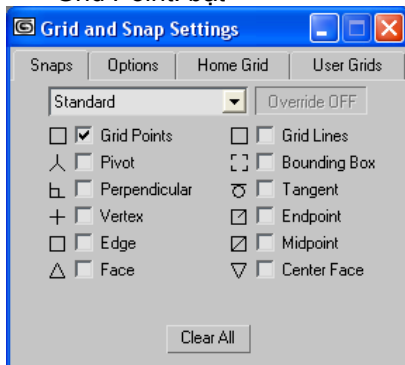 Grid and Snap Settings
Snaps Options Home Grid User Grids
Standard Override OFF
Grid Points Grid Lines
Pivot Bounding Box
Perpendicular Tangent
Vertex Endpoint
Edge Midpoint
Face Center Face
Clear All